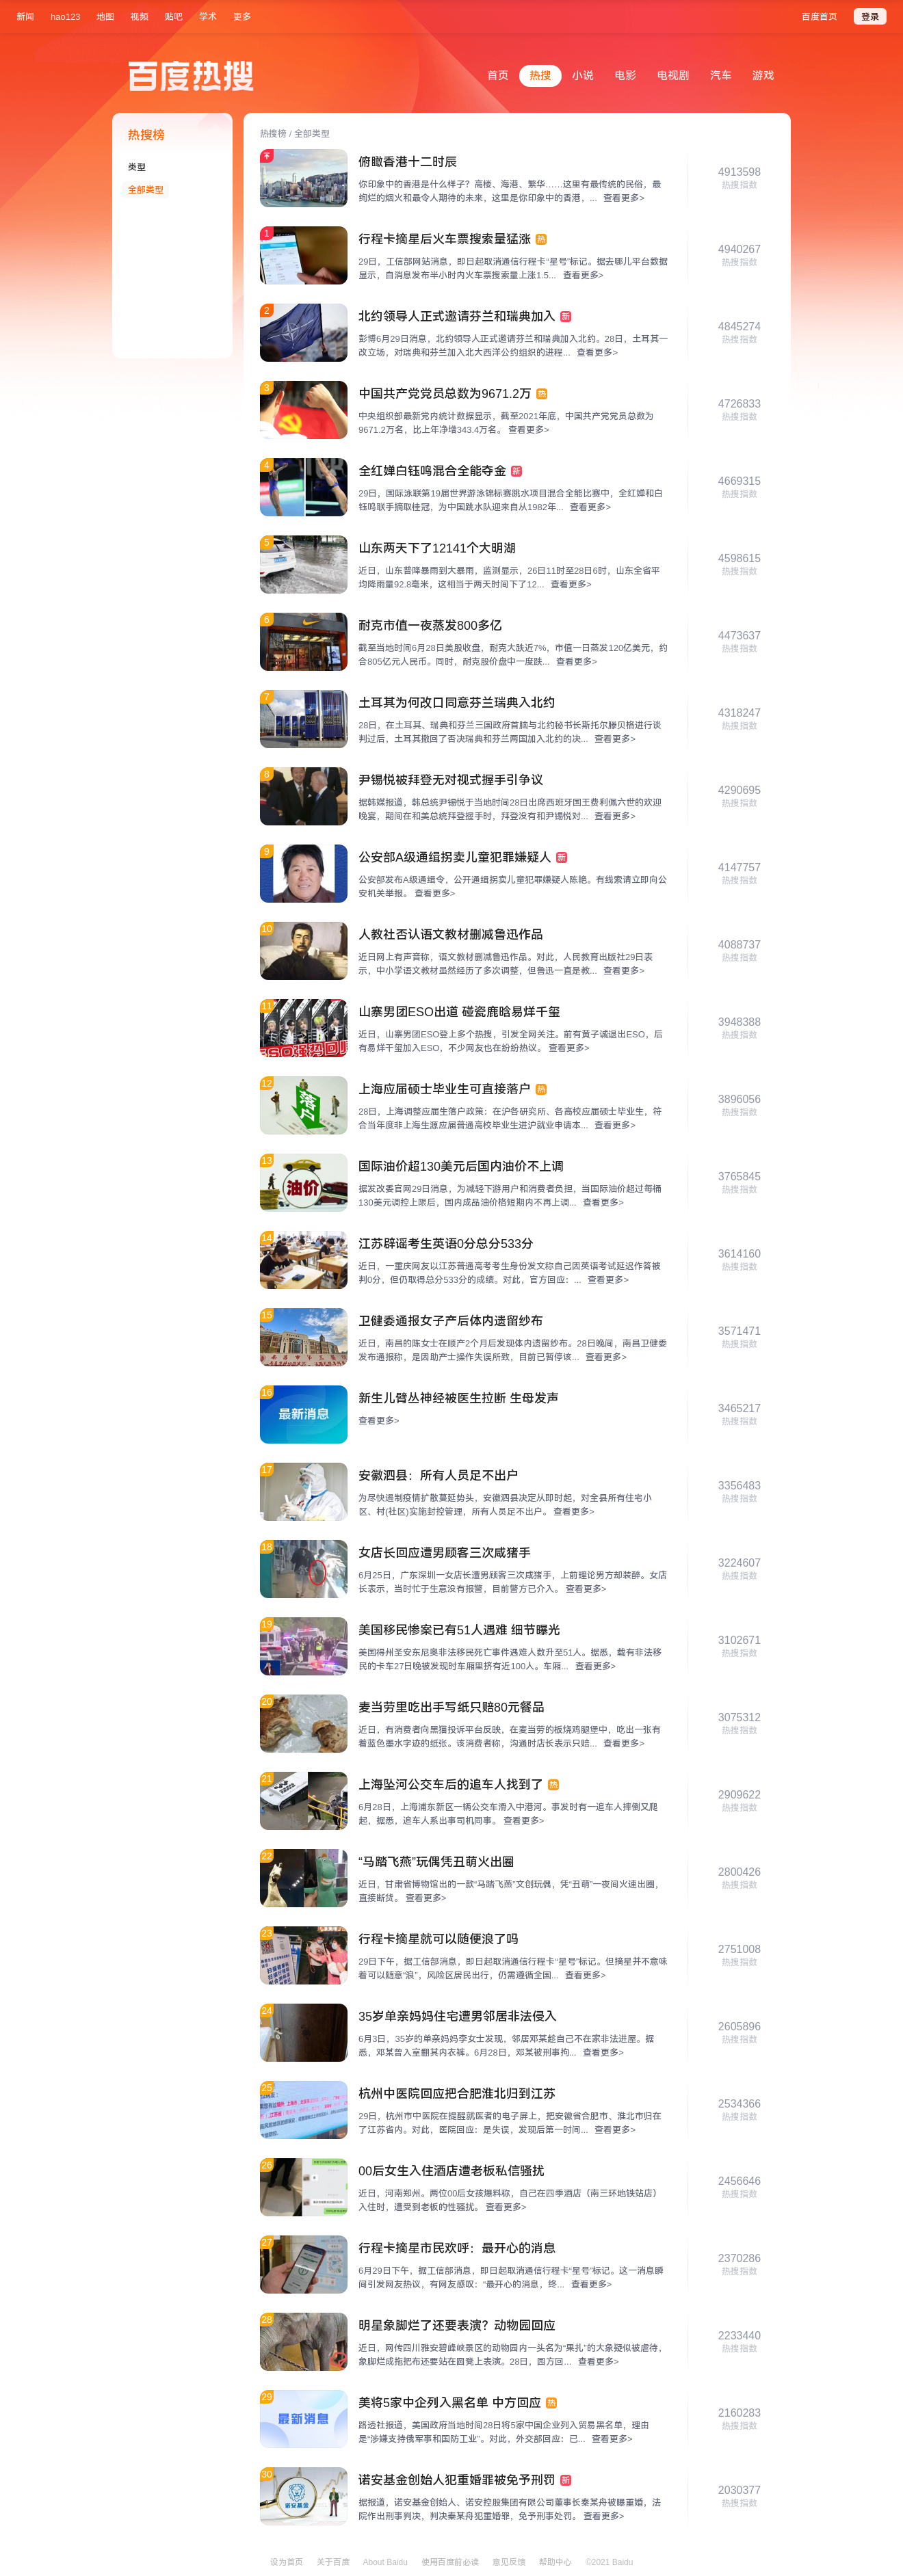 新闻 hao123 地图 视频 贴吧 学术 更多 百度首页 登录
百度热搜
首页 热搜 小说 电影 电视剧 汽车 游戏
热搜榜
类型
全部类型
热搜榜 / 全部类型
俯瞰香港十二时辰
你印象中的香港是什么样子？高楼、海港、繁华……这里有最传统的民俗，最
绚烂的烟火和最令人期待的未来，这里是你印象中的香港，... 查看更多>
4913598
热搜指数
1
行程卡摘星后火车票搜索量猛涨 热
29日，工信部网站消息，即日起取消通信行程卡“星号”标记。据去哪儿平台数据
显示，自消息发布半小时内火车票搜索量上涨1.5... 查看更多>
4940267
热搜指数
2
北约领导人正式邀请芬兰和瑞典加入 新
彭博6月29日消息，北约领导人正式邀请芬兰和瑞典加入北约。28日，土耳其一
改立场，对瑞典和芬兰加入北大西洋公约组织的进程... 查看更多>
4845274
热搜指数
3
中国共产党党员总数为9671.2万 热
中央组织部最新党内统计数据显示，截至2021年底，中国共产党党员总数为
9671.2万名，比上年净增343.4万名。 查看更多>
4726833
热搜指数
4
全红婵白钰鸣混合全能夺金 新
29日，国际泳联第19届世界游泳锦标赛跳水项目混合全能比赛中，全红婵和白
钰鸣联手摘取桂冠，为中国跳水队迎来自从1982年... 查看更多>
4669315
热搜指数
5
山东两天下了12141个大明湖
近日，山东普降暴雨到大暴雨，监测显示，26日11时至28日6时，山东全省平
均降雨量92.8毫米，这相当于两天时间下了12... 查看更多>
4598615
热搜指数
6
耐克市值一夜蒸发800多亿
截至当地时间6月28日美股收盘，耐克大跌近7%，市值一日蒸发120亿美元，约
合805亿元人民币。同时，耐克股价盘中一度跌... 查看更多>
4473637
热搜指数
7
土耳其为何改口同意芬兰瑞典入北约
28日，在土耳其、瑞典和芬兰三国政府首脑与北约秘书长斯托尔滕贝格进行谈
判过后，土耳其撤回了否决瑞典和芬兰两国加入北约的决... 查看更多>
4318247
热搜指数
8
尹锡悦被拜登无对视式握手引争议
据韩媒报道，韩总统尹锡悦于当地时间28日出席西班牙国王费利佩六世的欢迎
晚宴，期间在和美总统拜登握手时，拜登没有和尹锡悦对... 查看更多>
4290695
热搜指数
9
公安部A级通缉拐卖儿童犯罪嫌疑人 新
公安部发布A级通缉令，公开通缉拐卖儿童犯罪嫌疑人陈艳。有线索请立即向公
安机关举报。 查看更多>
4147757
热搜指数
10
人教社否认语文教材删减鲁迅作品
近日网上有声音称，语文教材删减鲁迅作品。对此，人民教育出版社29日表
示，中小学语文教材虽然经历了多次调整，但鲁迅一直是教... 查看更多>
4088737
热搜指数
11
山寨男团ESO出道 碰瓷鹿晗易烊千玺
近日，山寨男团ESO登上多个热搜，引发全网关注。前有黄子诚退出ESO，后
有易烊干玺加入ESO，不少网友也在纷纷热议。 查看更多>
3948388
热搜指数
12
落户
上海应届硕士毕业生可直接落户 热
28日，上海调整应届生落户政策：在沪各研究所、各高校应届硕士毕业生，符
合当年度非上海生源应届普通高校毕业生进沪就业申请本... 查看更多>
3896056
热搜指数
13
油价
国际油价超130美元后国内油价不上调
据发改委官网29日消息，为减轻下游用户和消费者负担，当国际油价超过每桶
130美元调控上限后，国内成品油价格短期内不再上调... 查看更多>
3765845
热搜指数
14
江苏辟谣考生英语0分总分533分
近日，一重庆网友以江苏普通高考考生身份发文称自己因英语考试延迟作答被
判0分，但仍取得总分533分的成绩。对此，官方回应：... 查看更多>
3614160
热搜指数
15
卫健委通报女子产后体内遗留纱布
近日，南昌的陈女士在顺产2个月后发现体内透留纱布。28日晚间，南昌卫健委
发布通报称，是因助产士操作失误所致，目前已暂停该... 查看更多>
3571471
热搜指数
16
最新消息
新生儿臂丛神经被医生拉断 生母发声
查看更多>
3465217
热搜指数
17
安徽泗县：所有人员足不出户
为尽快遏制疫情扩散蔓延势头，安徽泗县决定从即时起，对全县所有住宅小
区、村(社区)实施封控管理，所有人员足不出户。 查看更多>
3356483
热搜指数
18
女店长回应遭男顾客三次咸猪手
6月25日，广东深圳一女店长遭男顾客三次咸猪手，上前理论男方却装醉。女店
长表示，当时忙于生意没有报警，目前警方已介入。 查看更多>
3224607
热搜指数
19
美国移民惨案已有51人遇难 细节曝光
美国得州圣安东尼奥非法移民死亡事件遇难人数升至51人。据悉，载有非法移
民的卡车27日晚被发现时车厢里挤有近100人。车厢... 查看更多>
3102671
热搜指数
20
麦当劳里吃出手写纸只赔80元餐品
近日，有消费者向黑猫投诉平台反映，在麦当劳的板烧鸡腿堡中，吃出一张有
着蓝色墨水字迹的纸张。该消费者称，沟通时店长表示只赔... 查看更多>
3075312
热搜指数
21
上海坠河公交车后的追车人找到了 热
6月28日，上海浦东新区一辆公交车滑入中港河。事发时有一追车人摔倒又爬
起，据悉，追车人系出事司机同事。 查看更多>
2909622
热搜指数
22
“马踏飞燕”玩偶凭丑萌火出圈
近日，甘肃省博物馆出的一款“马踏飞燕”文创玩偶，凭“丑萌”一夜间火速出圈，
直接断货。 查看更多>
2800426
热搜指数
23
行程卡摘星就可以随便浪了吗
29日下午，据工信部消息，即日起取消通信行程卡“星号”标记。但摘星并不意味
着可以随意“浪”，风险区居民出行，仍需遵循全国... 查看更多>
2751008
热搜指数
24
35岁单亲妈妈住宅遭男邻居非法侵入
6月3日，35岁的单亲妈妈李女士发现，邻居邓某趁自己不在家非法进屋。据
悉，邓某曾入室翻其内衣裤。6月28日，邓某被刑事拘... 查看更多>
2605896
热搜指数
25
杭州中医院回应把合肥淮北归到江苏
29日，杭州市中医院在提醒就医者的电子屏上，把安徽省合肥市、淮北市归在
了江苏省内。对此，医院回应：是失误，发现后第一时间... 查看更多>
2534366
热搜指数
26
00后女生入住酒店遭老板私信骚扰
近日，河南郑州。两位00后女孩爆料称，自己在四季酒店（南三环地铁站店）
入住时，遭受到老板的性骚扰。 查看更多>
2456646
热搜指数
27
行程卡摘星市民欢呼：最开心的消息
6月29日下午，据工信部消息，即日起取消通信行程卡“星号”标记。这一消息瞬
间引发网友热议，有网友感叹：“最开心的消息，终... 查看更多>
2370286
热搜指数
28
明星象脚烂了还要表演？动物园回应
近日，网传四川雅安碧峰峡景区的动物园内一头名为“果扎”的大象疑似被虐待，
象脚烂成拖把布还要站在圆凳上表演。28日，园方回... 查看更多>
2233440
热搜指数
29
最新消息
美将5家中企列入黑名单 中方回应 热
路透社报道，美国政府当地时间28日将5家中国企业列入贸易黑名单，理由
是“涉嫌支持俄军事和国防工业”。对此，外交部回应：已... 查看更多>
2160283
热搜指数
30
诺安基金
诺安基金创始人犯重婚罪被免予刑罚 新
据报道，诺安基金创始人、诺安控股集团有限公司董事长秦某舟被曝重婚，法
院作出刑事判决，判决秦某舟犯重婚罪，免予刑事处罚。 查看更多>
2030377
热搜指数
设为首页 关于百度 About Baidu 使用百度前必读 意见反馈 帮助中心 ©2021 Baidu